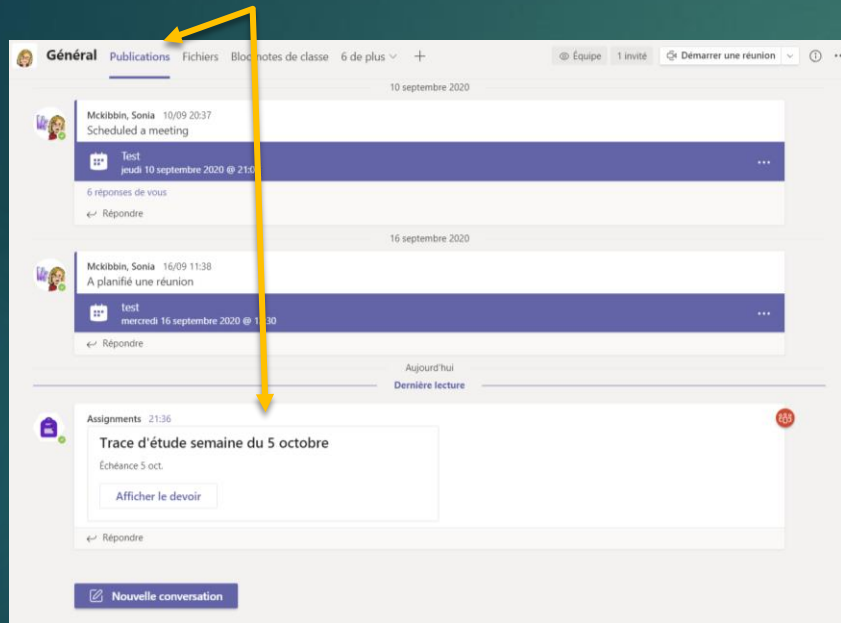 Général Publications Fichiers Bloc-notes de classe 6 de plus Équipe 1 invité Démarrer une réunion
10 septembre 2020
Mckibbin, Sonia 10/09 20:37
Scheduled a meeting
Test
jeudi 10 septembre 2020 @
6 réponses de vous
Répondre
16 septembre 2020
Mckibbin, Sonia 16/09 11:38
A planifié une réunion
test
mercredi 16 septembre 2020 @
Répondre
Aujourd'hui
Dernière lecture
Assignments 21:36
Trace d'étude semaine du 5 octobre
Échéance 5 oct.
Afficher le devoir
Répondre
Nouvelle conversation